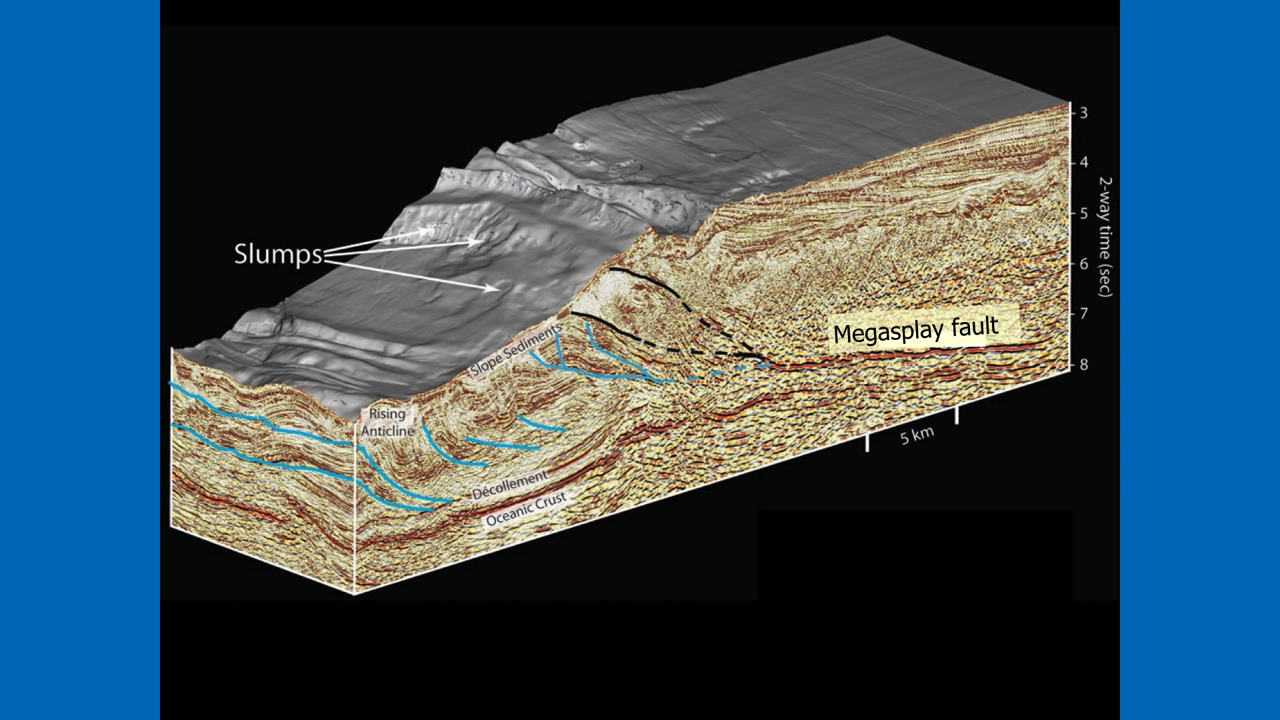 3
4
5
6
7
8
2-way time (sec)
Slumps
Megasplay fault
Slope Sediments
Rising
Anticline
5 km
Décollement
Oceanic Crust